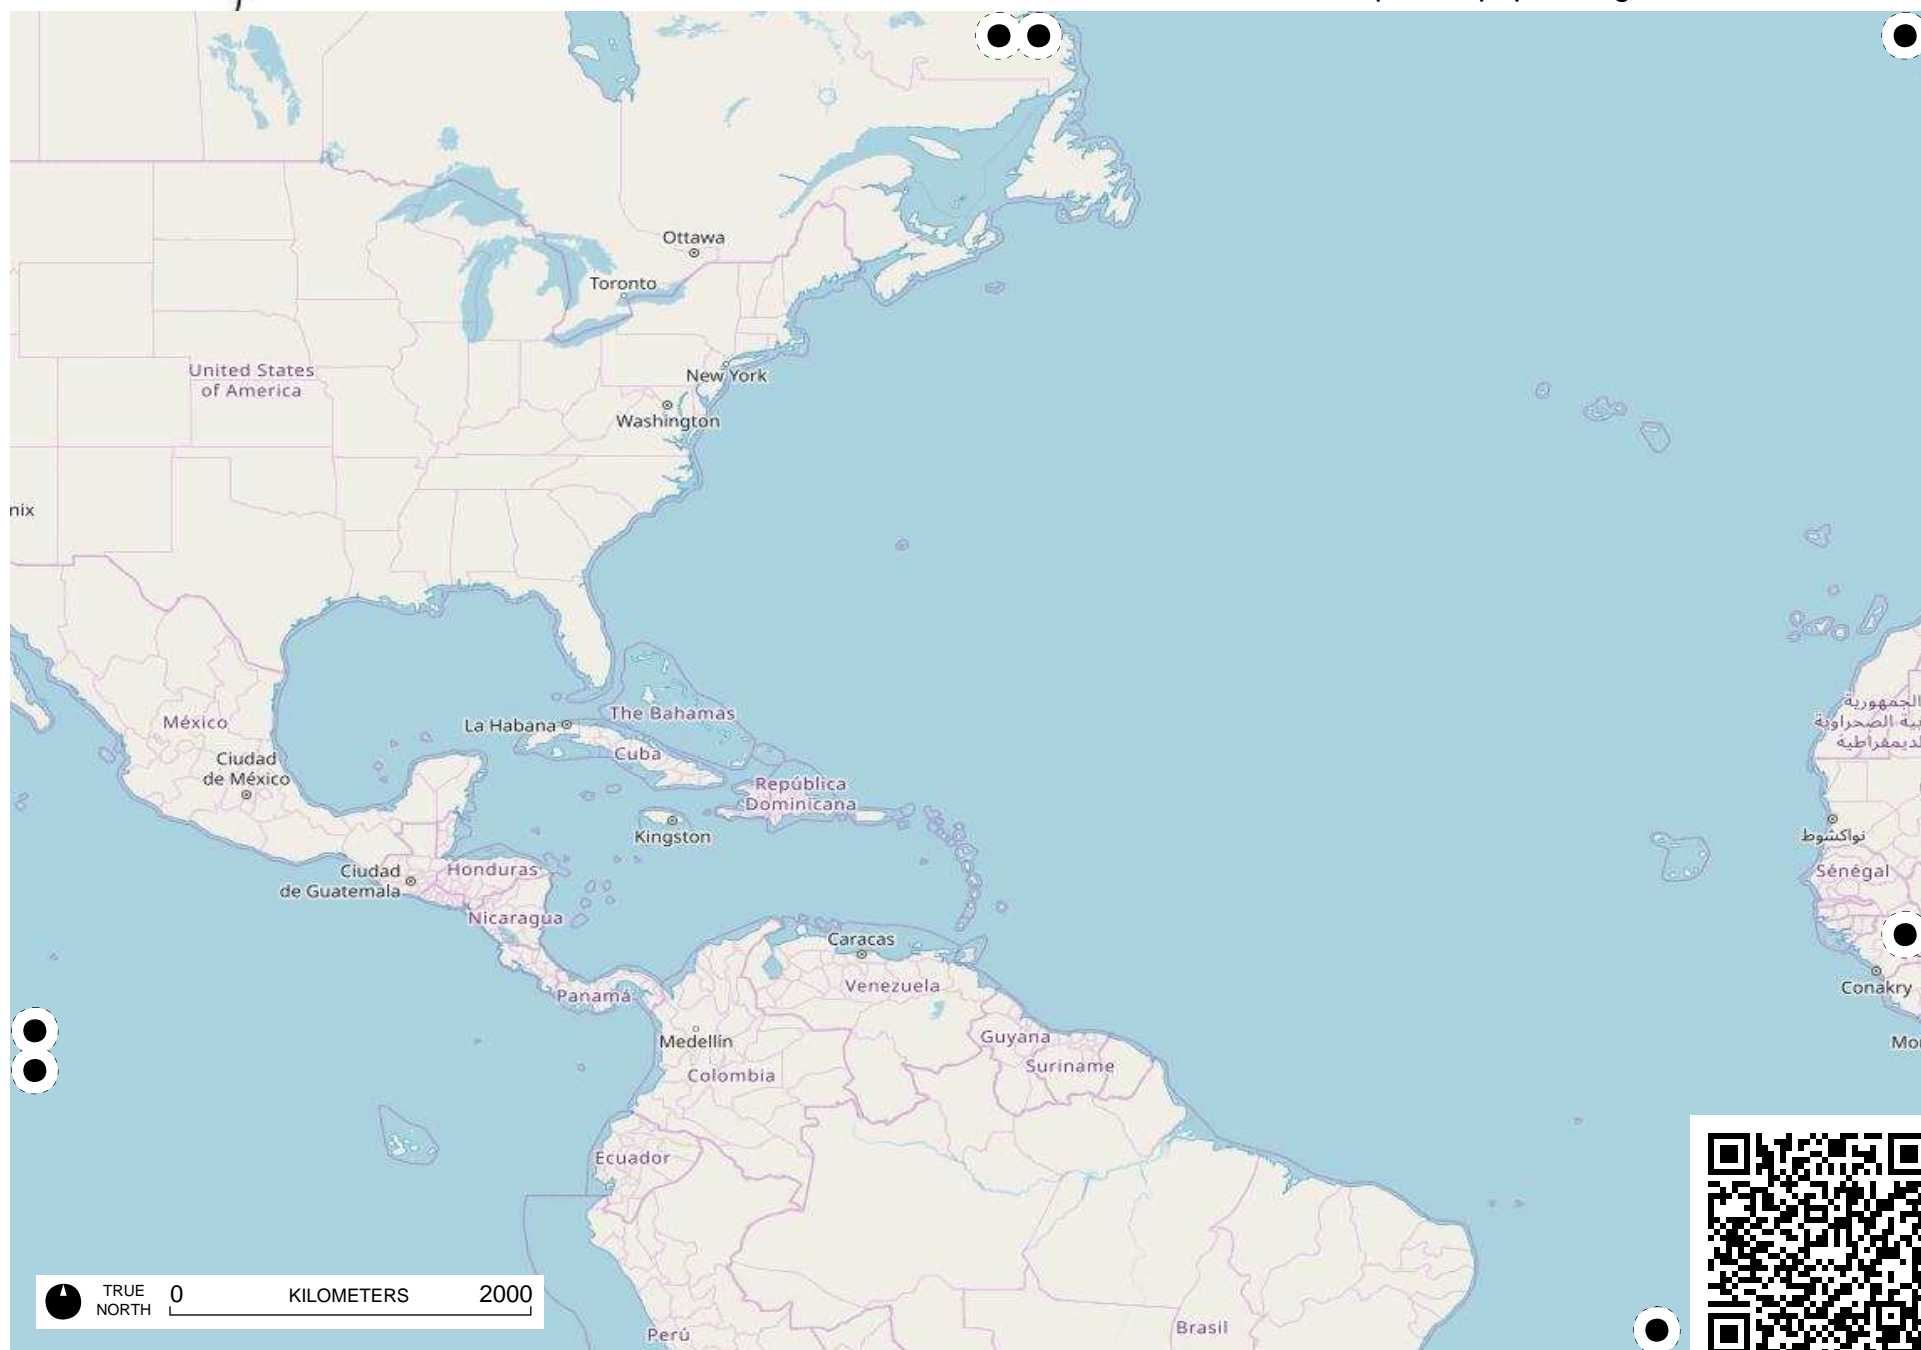 Ottawa
Toronto
United States
of America
New York
Washington
nix
La Habana
The Bahamas
México
Cuba
Ciudad
de México
República
Dominicana
Kingston
الجمهورية
نواكشوط
Ciudad
de Guatemala
Honduras
Sénégal
Nicaragua
Caracas
Venezuela
Panamá
Conakry
Medellín
Guyana
Mo
Suriname
Colombia
Ecuador
TRUE
NORTH
0 KILOMETERS 2000
Perú
Brasil